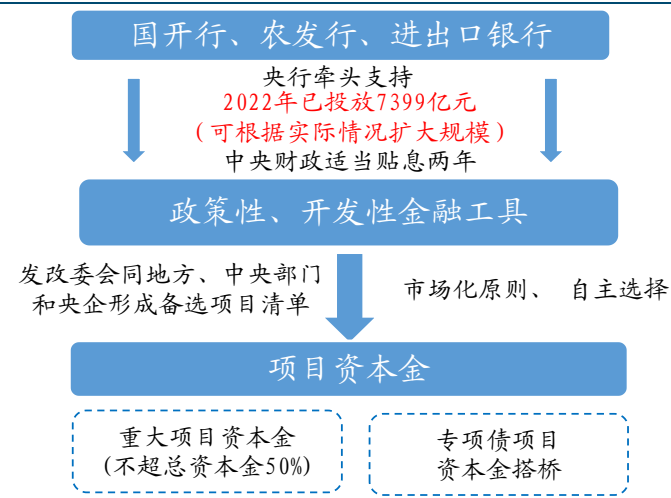 国开行、农发行、进出口银行
央行牵头支持
2022年已投放7399亿元
（可根据实际情况扩大规模）
中央财政适当贴息两年
政策性、开发性金融工具
发改委会同地方、中央部门
和央企形成备选项目清单
市场化原则、 自主选择
项目资本金
重大项目资本金
(不超总资本金50%)
专项债项目
资本金搭桥